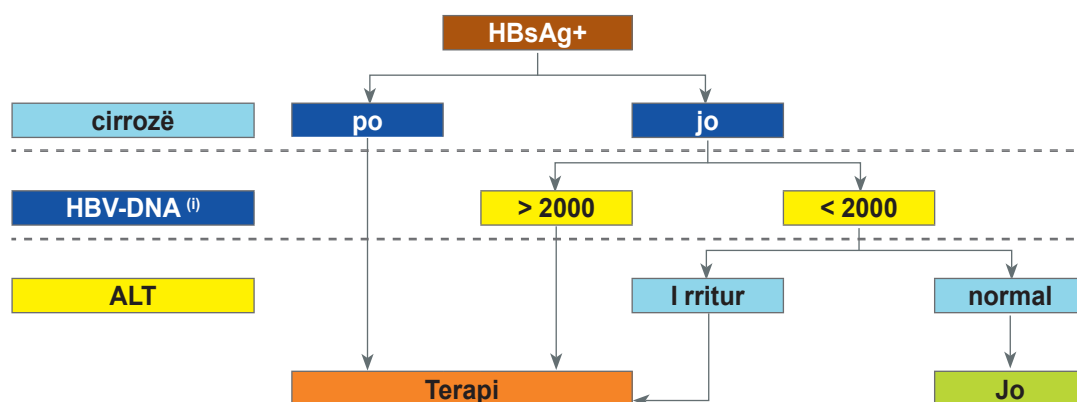 HBsAg+
cirrozë po jo
HBV-DNA (i) > 2000 < 2000
ALT I rritur normal
Terapi Jo